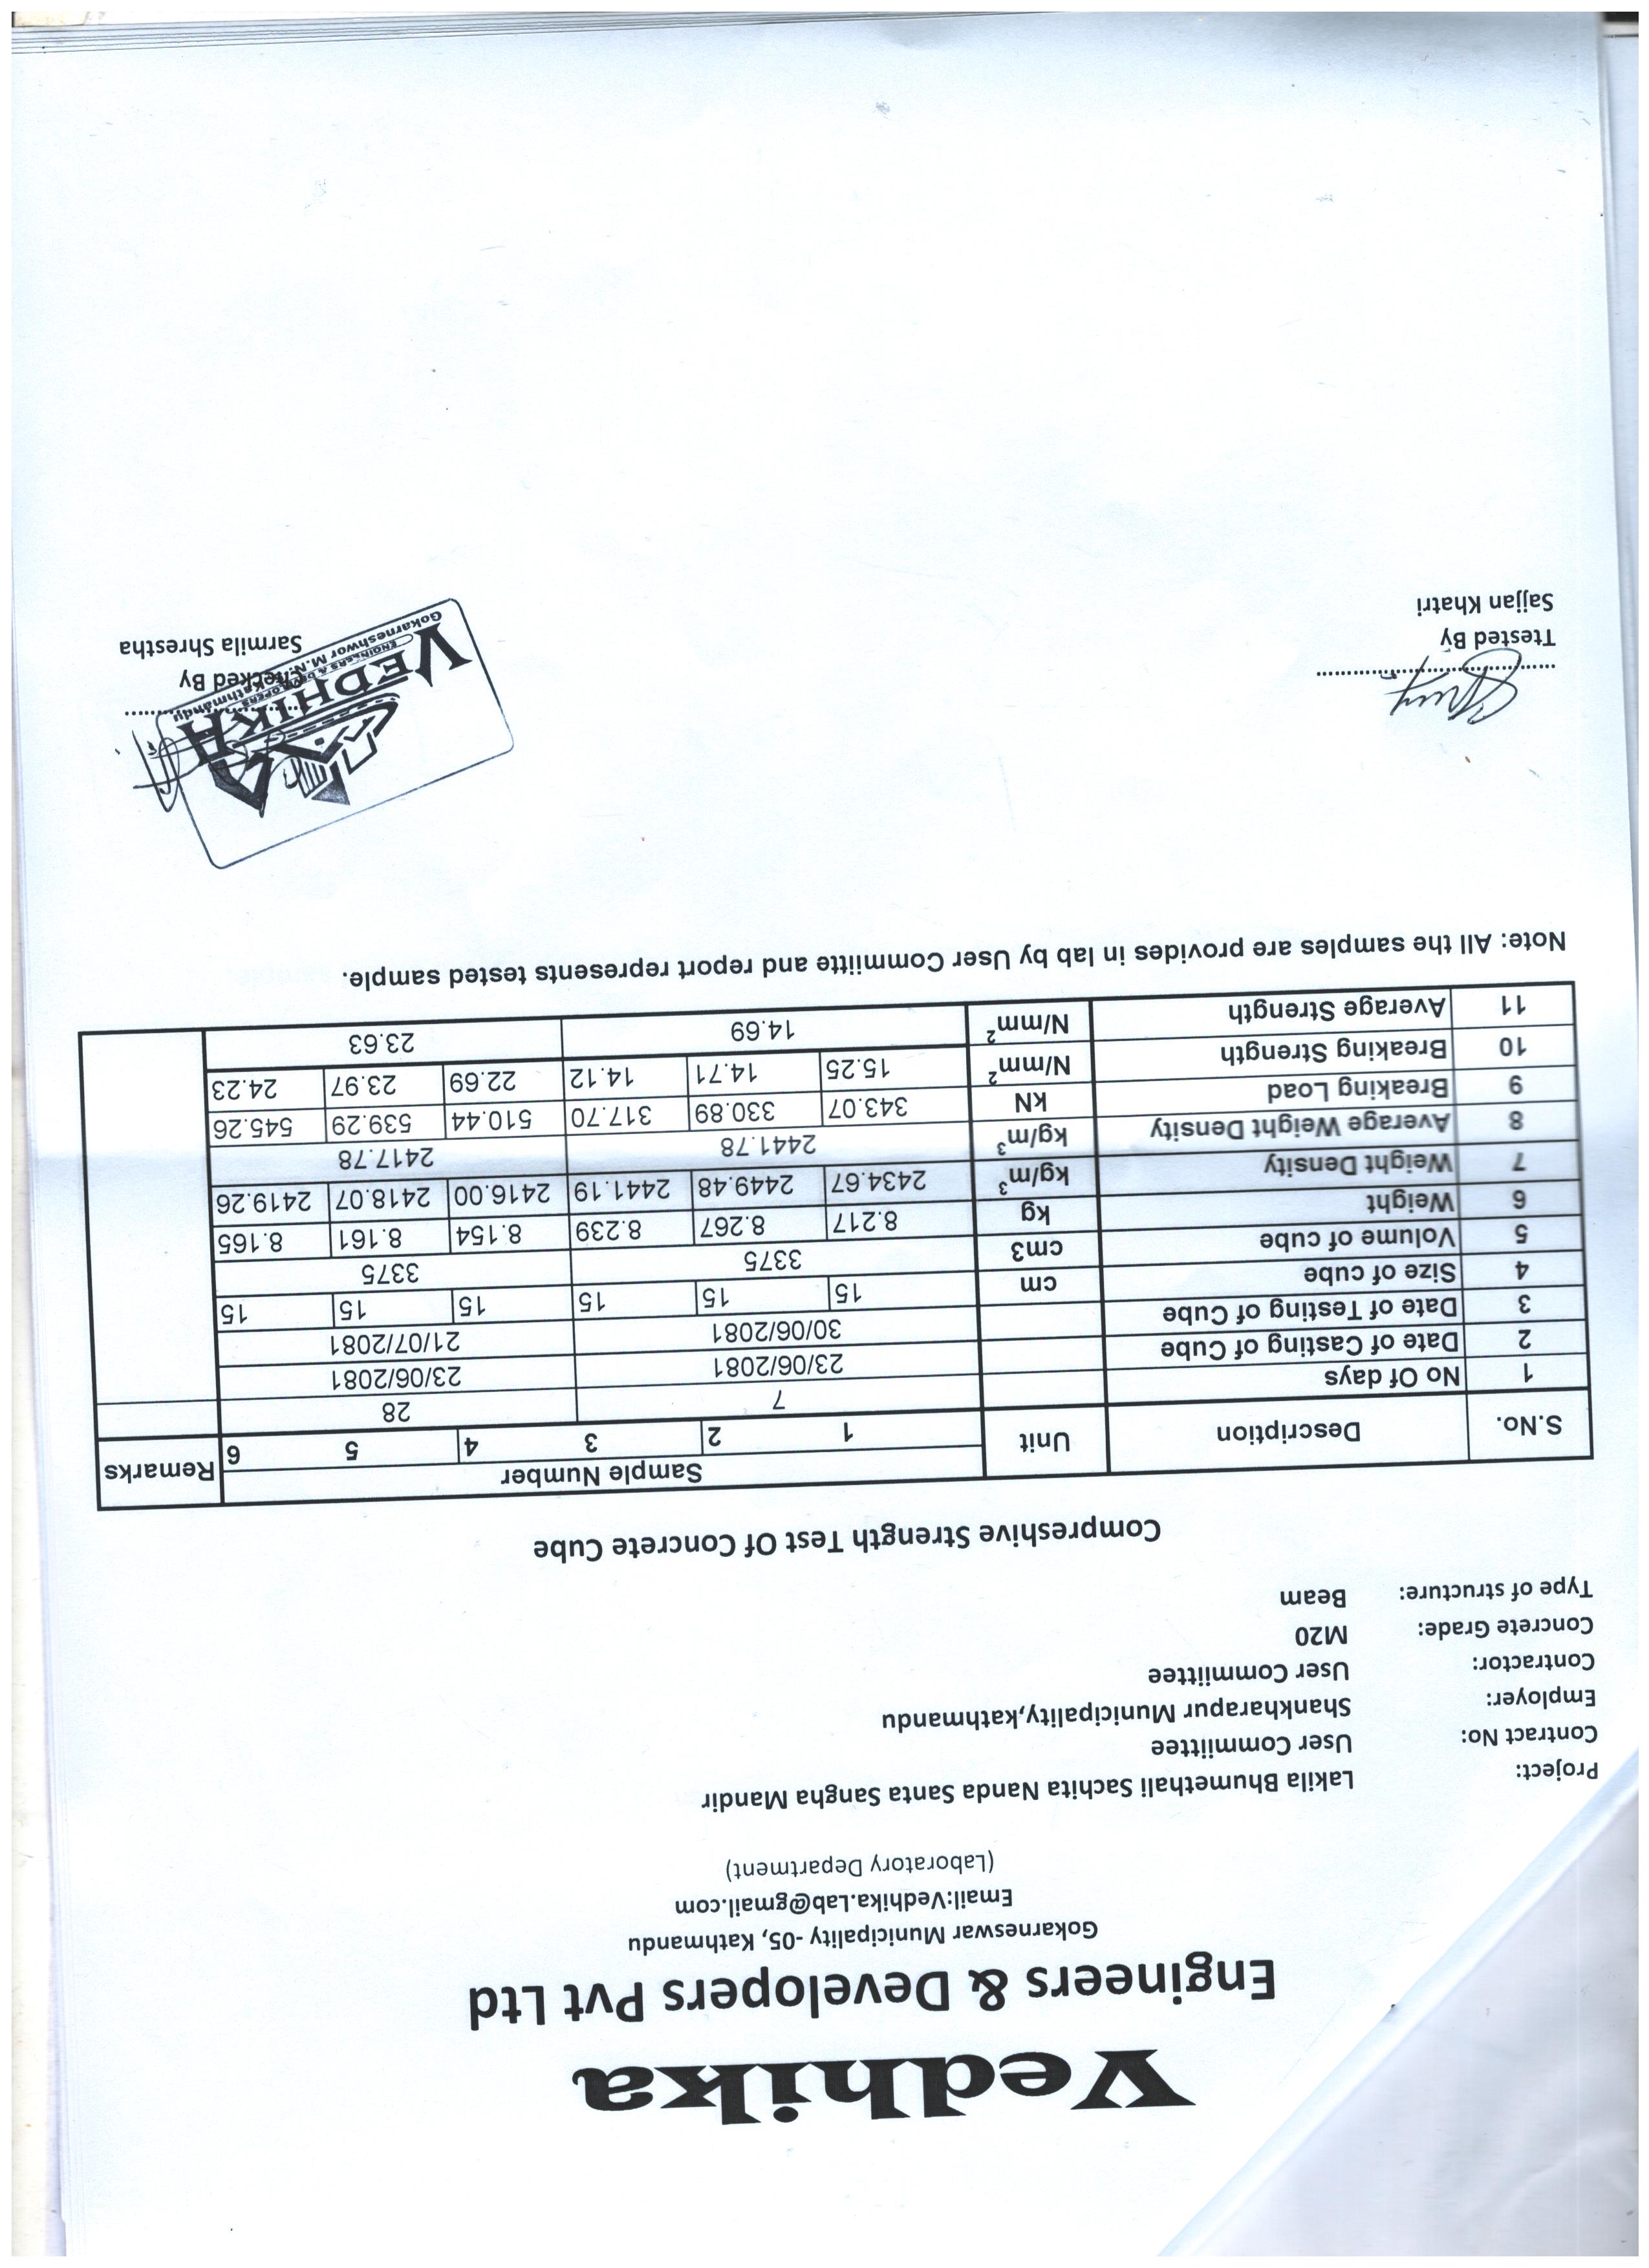 Vedhika
Engineers & Developers Pvt Ltd
Gokarneswar Municipality -05, Kathmandu
Email:Vedhika.Lab@gmail.com
(Laboratory Department)
Project: Lakila Bhumethali Sachita Nanda Santa Sangha Mandir
Contract No: User Commiittee
Employer: Shankharapur Municipality,kathmandu
Contractor: User Commiittee
Concrete Grade: M20
Type of structure: Beam
Compreshive Strength Test Of Concrete Cube
S.No. Description Unit Sample Number Remarks
1 2 3 4 5 6
1 No Of days 7 28
2 Date of Casting of Cube 23/06/2081 23/06/2081
3 Date of Testing of Cube 30/06/2081 21/07/2081
4 Size of cube cm 15 15 15 15 15 15
5 Volume of cube cm3 3375 3375
6 Weight kg 8.217 8.267 8.239 8.154 8.161 8.165
7 Weight Density kg/m³ 2434.67 2449.48 2441.19 2416.00 2418.07 2419.26
8 Average Weight Density kg/m³ 2441.78 2417.78
9 Breaking Load kN 343.07 330.89 317.70 510.44 539.29 545.26
10 Breaking Strength N/mm² 15.25 14.71 14.12 22.69 23.97 24.23
11 Average Strength N/mm² 14.69 23.63
Note: All the samples are provides in lab by User Commiitte and report represents tested sample.
Ttested By
Sajjan Khatri
Checked By
Sarmila Shrestha
VEDHIKA
ENGINEERS & DEVELOPERS
Gokarneshwor M.N.P., Kathmandu